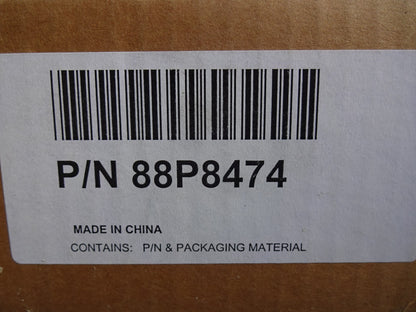 P/N 88P8474
MADE IN CHINA
CONTAINS: P/N & PACKAGING MATERIAL